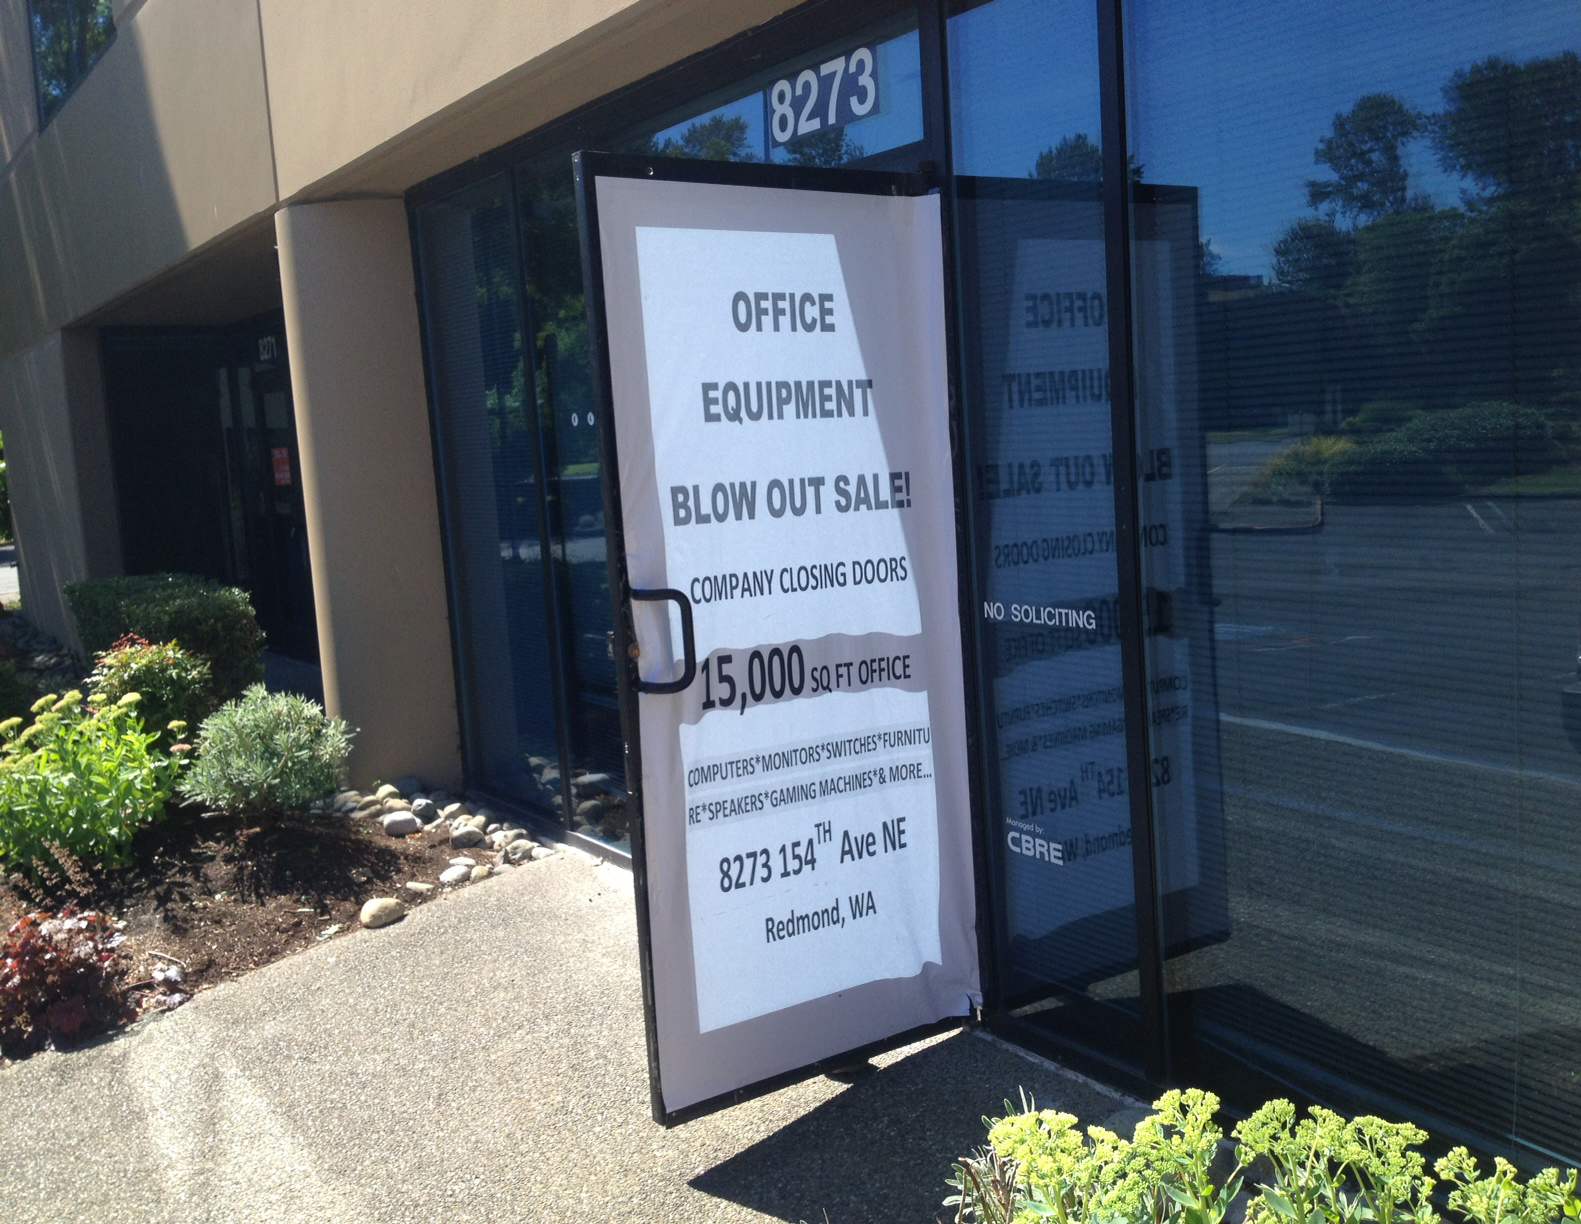 8273
8271
OFFICE
EQUIPMENT
BLOW OUT SALE!
COMPANY CLOSING DOORS
15,000 SQ FT OFFICE
COMPUTERS*MONITORS*SWITCHES*FURNITU
RE*SPEAKERS*GAMING MACHINES*& MORE...
8273 154TH Ave NE
Redmond, WA
NO SOLICITING
Managed by:
CBRE